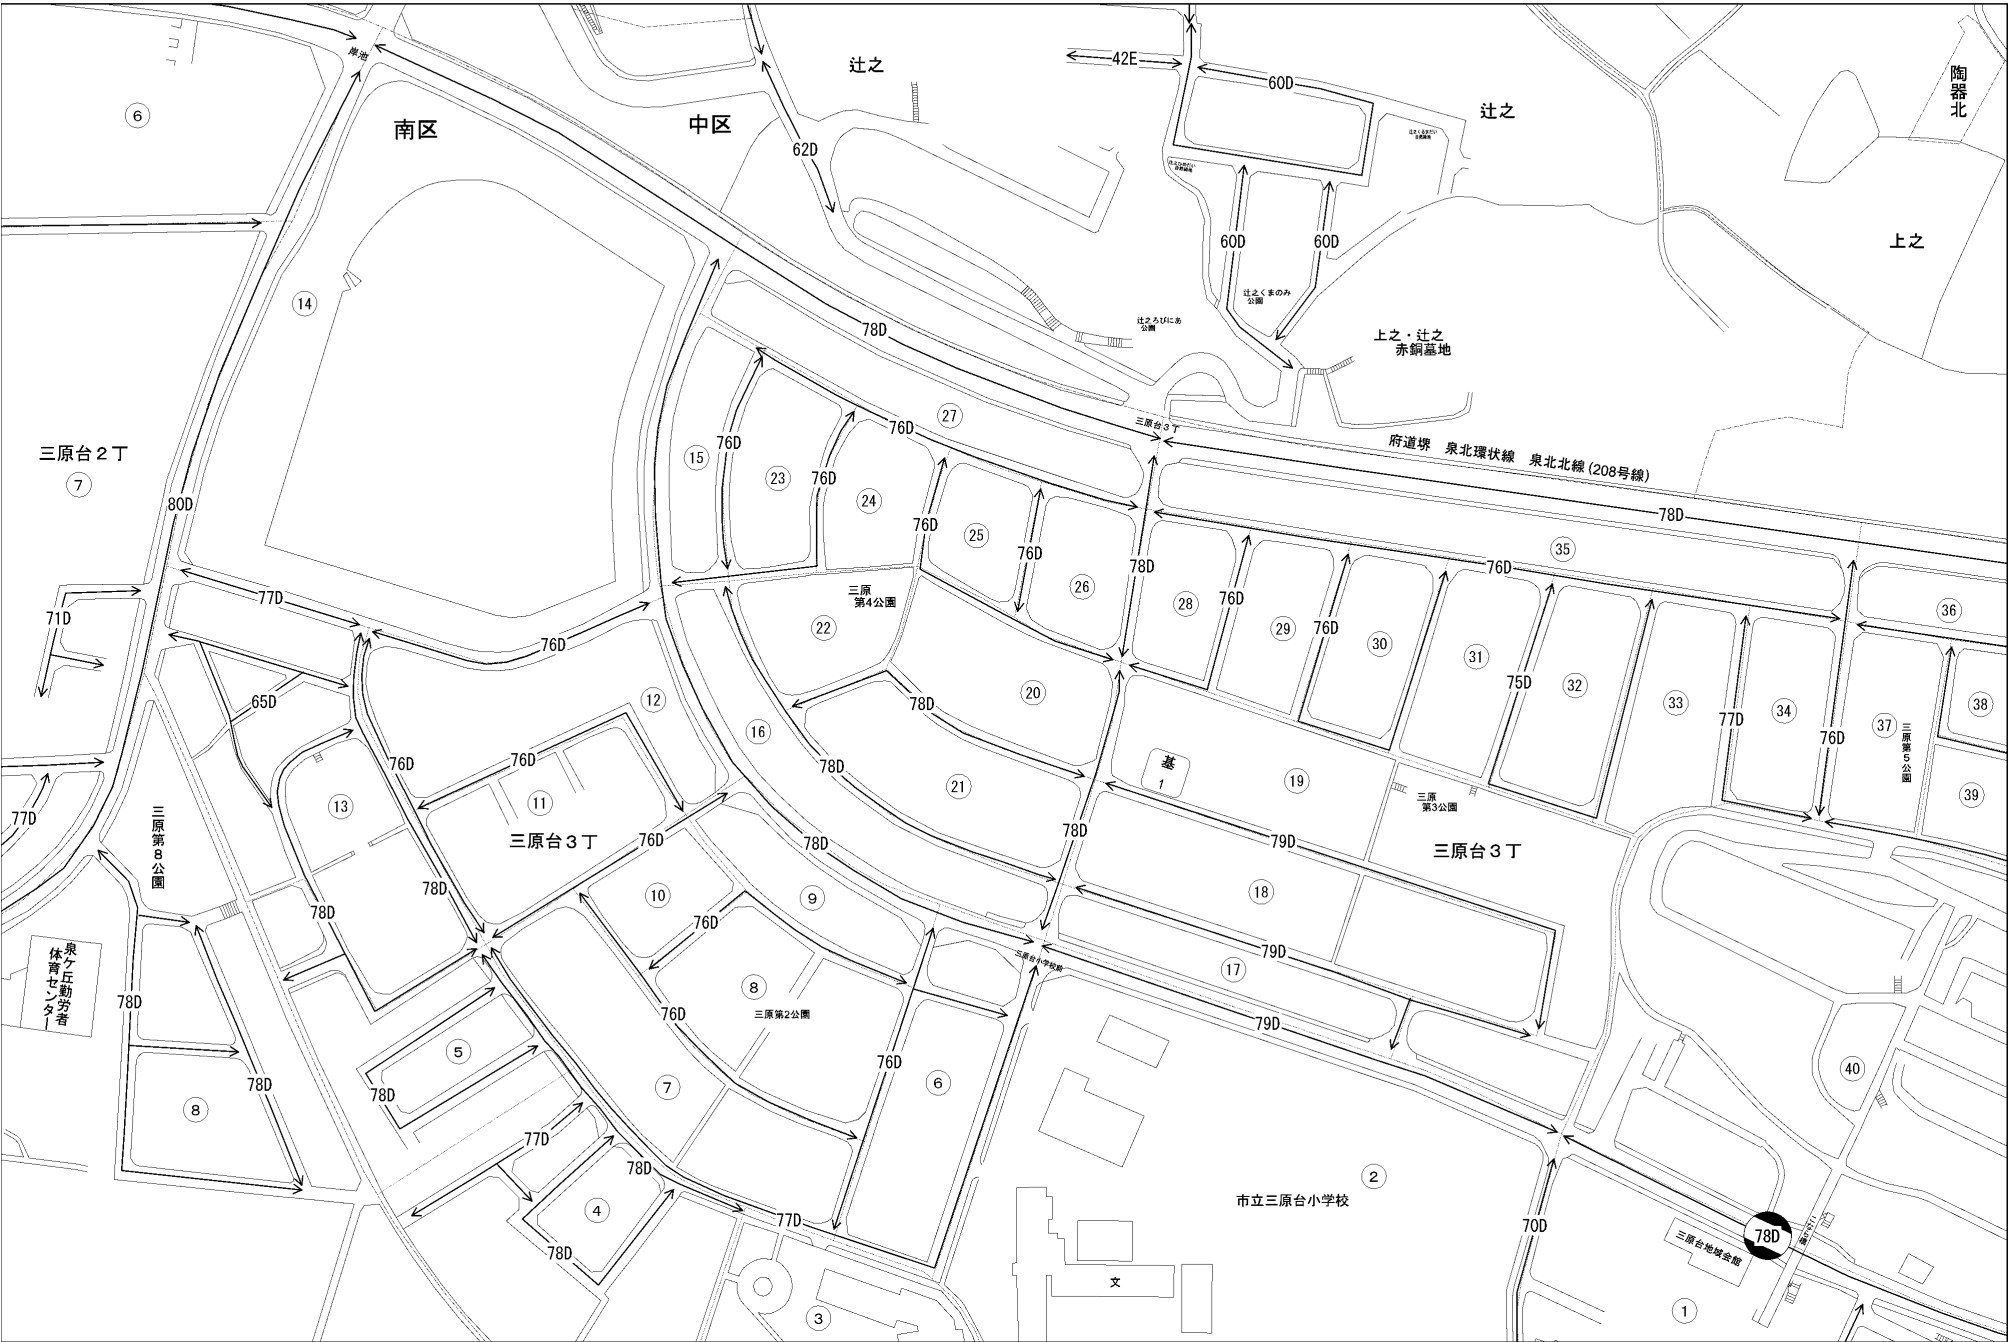 岸池
辻之
42E
60D
辻之
陶器北
6
南区
中区
62D
辻之ひめだい
自然緑地
60D
60D
上之
14
辻之くまのみ
公園
辻之ろびにあ
公園
78D
上之・辻之
赤銅墓地
27
三原台3丁
府道堺 泉北環状線 泉北北線(208号線)
76D
76D
三原台2丁
7
15
23
76D
24
80D
76D
78D
25
76D
78D
26
35
76D
77D
71D
三原
第4公園
22
28
76D
29
76D
30
36
76D
31
75D
32
33
77D
34
76D
37
三原第5公園
38
39
65D
12
20
78D
16
78D
76D
76D
基
1
19
三原
第3公園
13
11
21
77D
三原第8公園
三原台3丁
76D
78D
78D
79D
三原台3丁
78D
78D
10
9
76D
18
79D
17
三原台小学校前
泉ケ丘勤労者
体育センター
78D
8
三原第2公園
76D
79D
5
78D
78D
7
76D
6
40
8
77D
78D
4
78D
77D
2
市立三原台小学校
70D
78D
三原台地域会館
文
3
1